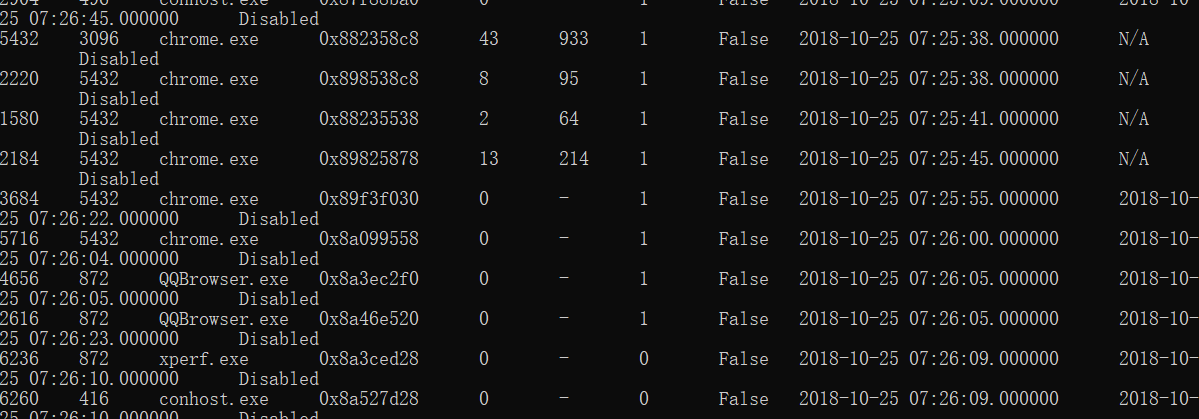 2904 496 conhost.exe 0x87f88ba0 0 - 1 False 2018-10-25 07:25:09.000000 2018-10-
25 07:26:45.000000 Disabled
5432 3096 chrome.exe 0x882358c8 43 933 1 False 2018-10-25 07:25:38.000000 N/A
Disabled
2220 5432 chrome.exe 0x898538c8 8 95 1 False 2018-10-25 07:25:38.000000 N/A
Disabled
1580 5432 chrome.exe 0x88235538 2 64 1 False 2018-10-25 07:25:41.000000 N/A
Disabled
2184 5432 chrome.exe 0x89825878 13 214 1 False 2018-10-25 07:25:45.000000 N/A
Disabled
3684 5432 chrome.exe 0x89f3f030 0 - 1 False 2018-10-25 07:25:55.000000 2018-10-
25 07:26:22.000000 Disabled
5716 5432 chrome.exe 0x8a099558 0 - 1 False 2018-10-25 07:26:00.000000 2018-10-
25 07:26:04.000000 Disabled
4656 872 QQBrowser.exe 0x8a3ec2f0 0 - 1 False 2018-10-25 07:26:05.000000 2018-10-
25 07:26:05.000000 Disabled
2616 872 QQBrowser.exe 0x8a46e520 0 - 1 False 2018-10-25 07:26:05.000000 2018-10-
25 07:26:23.000000 Disabled
6236 872 xperf.exe 0x8a3ced28 0 - 0 False 2018-10-25 07:26:09.000000 2018-10-
25 07:26:10.000000 Disabled
6260 416 conhost.exe 0x8a527d28 0 - 0 False 2018-10-25 07:26:09.000000 2018-10-
25 07:26:10.000000 Disabled